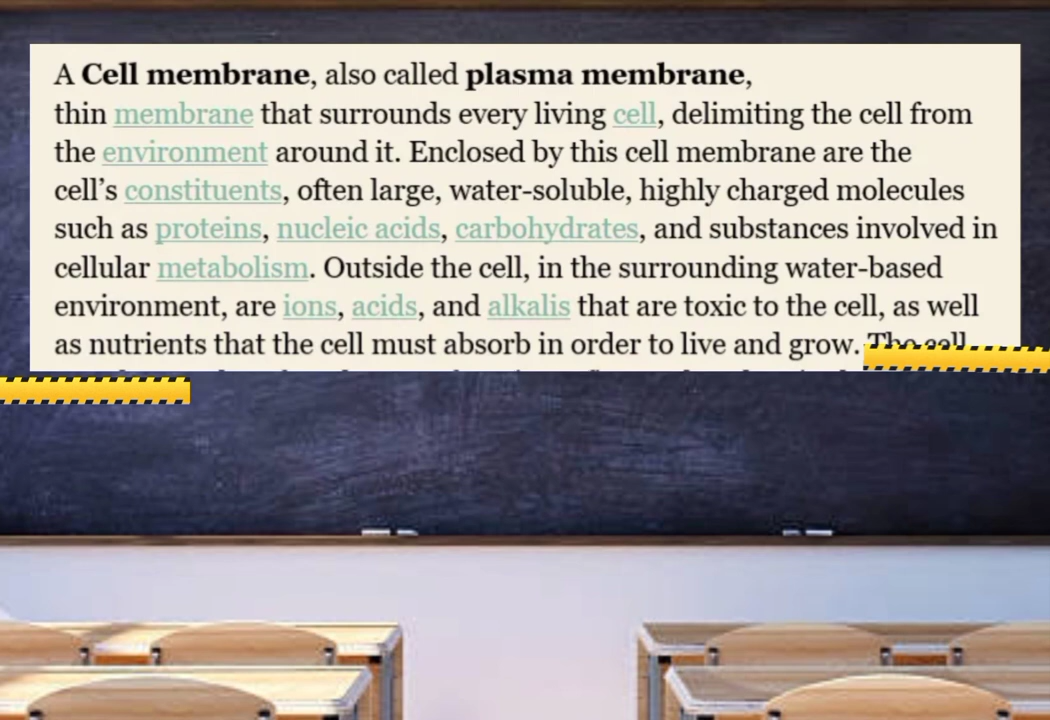 A Cell membrane, also called plasma membrane,
thin membrane that surrounds every living cell, delimiting the cell from
the environment around it. Enclosed by this cell membrane are the
cell’s constituents, often large, water-soluble, highly charged molecules
such as proteins, nucleic acids, carbohydrates, and substances involved in
cellular metabolism. Outside the cell, in the surrounding water-based
environment, are ions, acids, and alkalis that are toxic to the cell, as well
as nutrients that the cell must absorb in order to live and grow. The cell